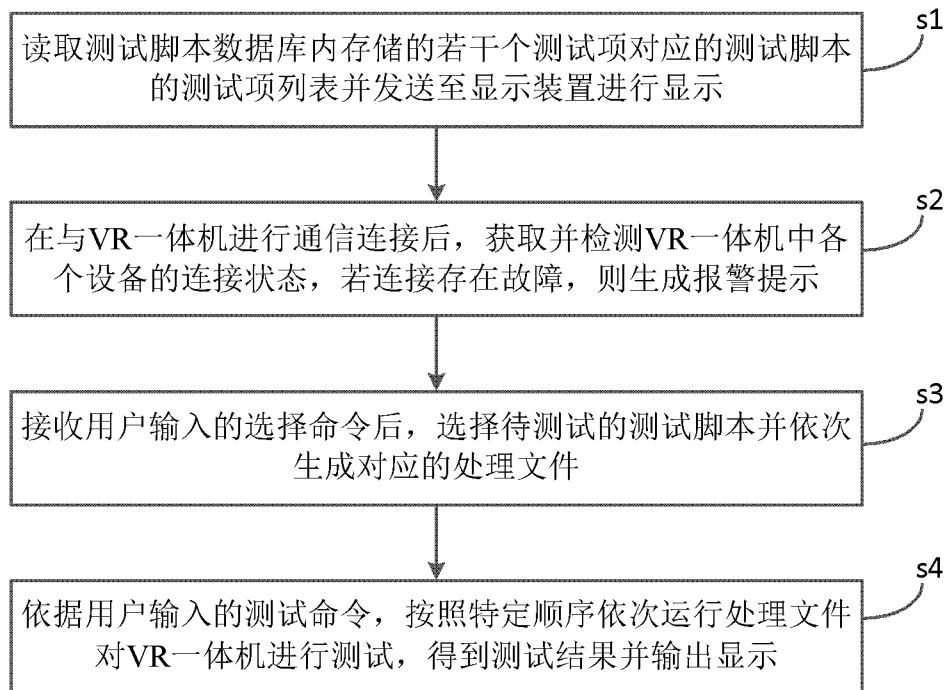 s1
读取测试脚本数据库内存储的若干个测试项对应的测试脚本
的测试项列表并发送至显示装置进行显示
s2
在与VR一体机进行通信连接后，获取并检测VR一体机中各
个设备的连接状态，若连接存在故障，则生成报警提示
s3
接收用户输入的选择命令后，选择待测试的测试脚本并依次
生成对应的处理文件
s4
依据用户输入的测试命令，按照特定顺序依次运行处理文件
对VR一体机进行测试，得到测试结果并输出显示